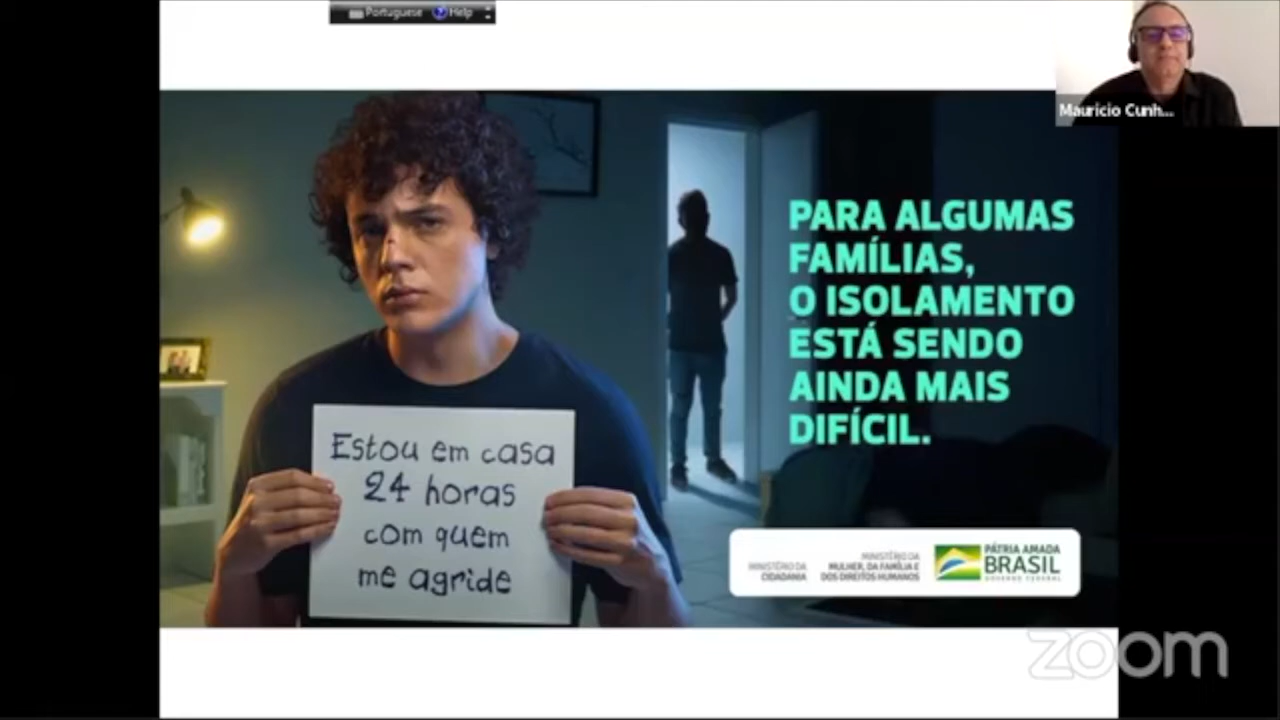 Portuguese Help
Mauricio Cunh...
PARA ALGUMAS
FAMÍLIAS,
O ISOLAMENTO
ESTÁ SENDO
AINDA MAIS
DIFÍCIL.
Estou em casa
24 horas
com quem
me agride
MINISTÉRIO DA
CIDADANIA
MINISTÉRIO DA
MULHER, DA FAMÍLIA E
DOS DIREITOS HUMANOS
PÁTRIA AMADA
BRASIL
GOVERNO FEDERAL
zoom